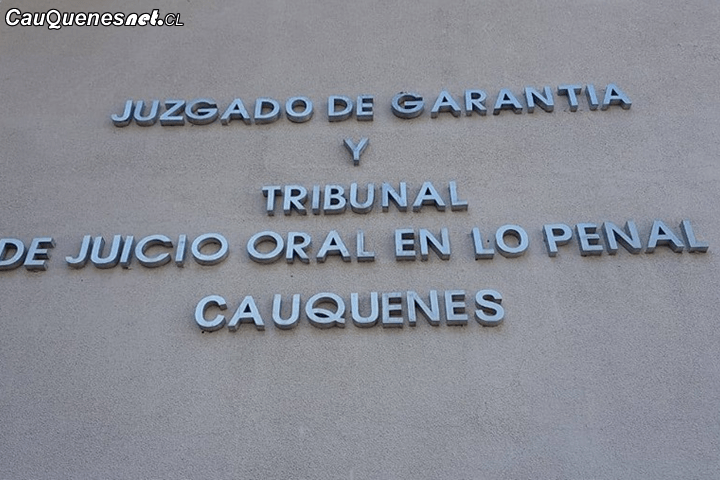 CauQuenesnet.CL
JUZGADO DE GARANTIA
Y
TRIBUNAL
DE JUICIO ORAL EN LO PENAL
CAUQUENES